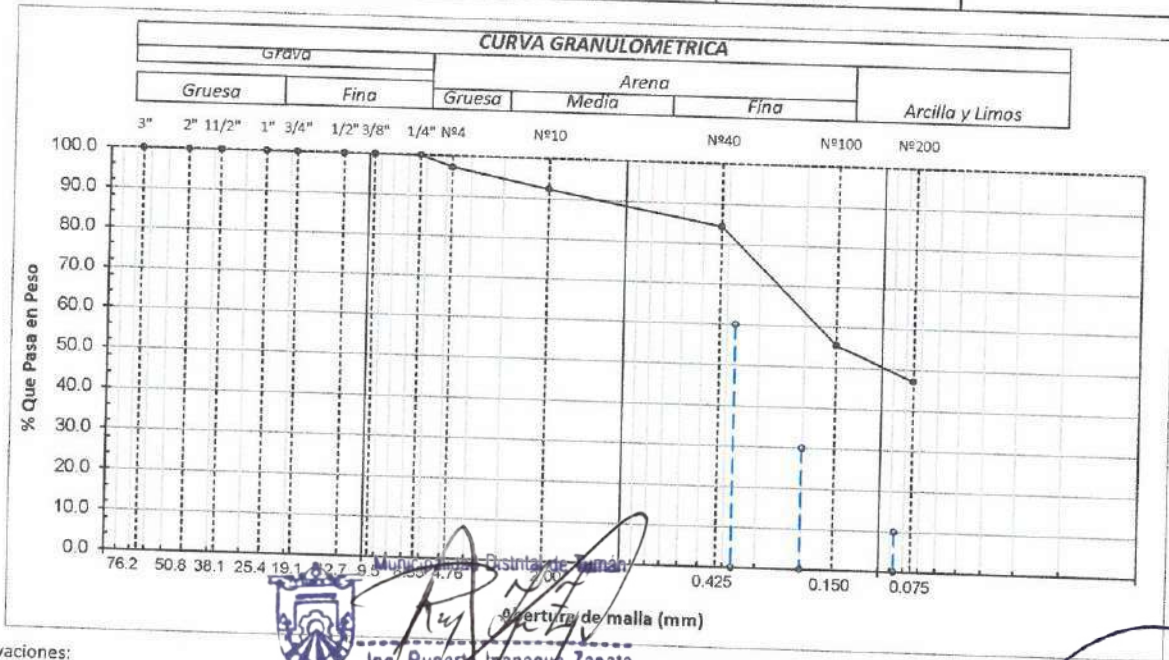 CURVA GRANULOMETRICA
Grava
Arena
Arcilla y Limos
Gruesa Fina Gruesa Media Fina
3" 2" 11/2" 1" 3/4" 1/2" 3/8" 1/4" Nº4 Nº10 Nº40 Nº100 Nº200
% Que Pasa en Peso
100.0
90.0
80.0
70.0
60.0
50.0
40.0
30.0
20.0
10.0
0.0
76.2 50.8 38.1 25.4 19.1 12.7 9.5 4.76 0.425 0.150 0.075
Municipalidad Distrital de Tumán
Abertura de malla (mm)
Zapata
vaciones: